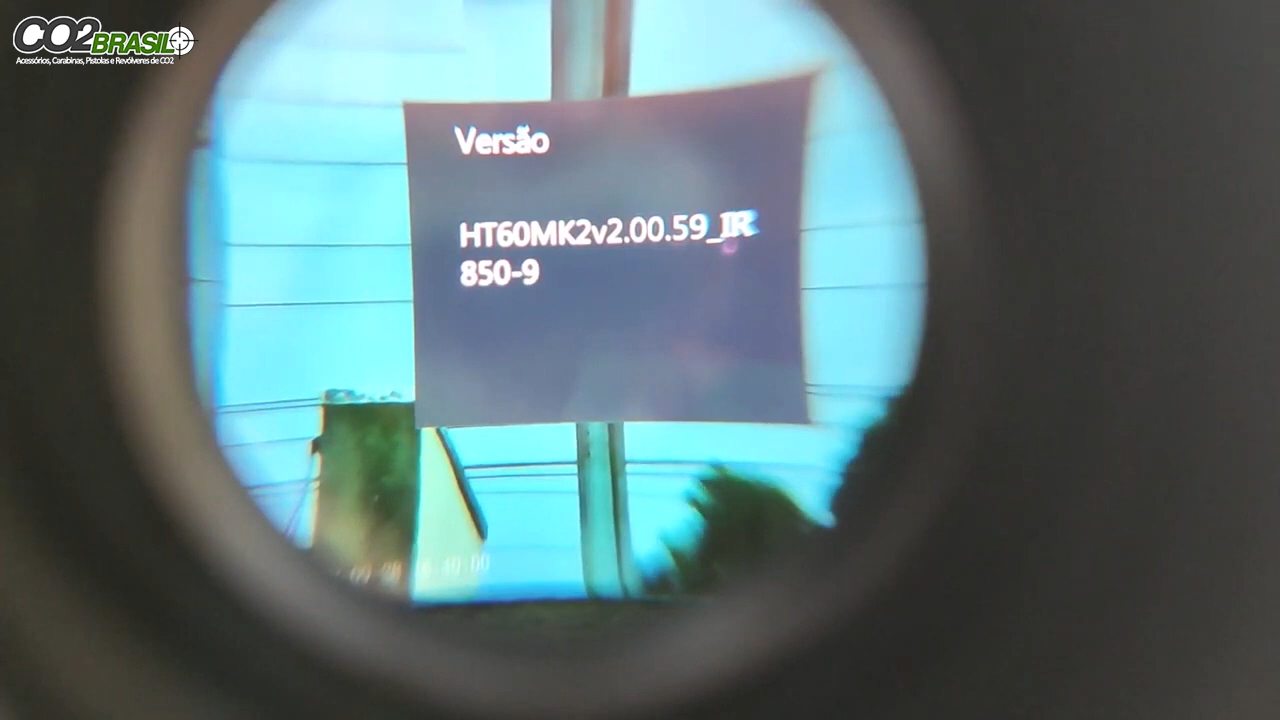 CO2BRASIL
Acessórios, Carabinas, Pistolas e Revólveres de CO2
Versão
HT60MK2v2.00.59_IR
850-9